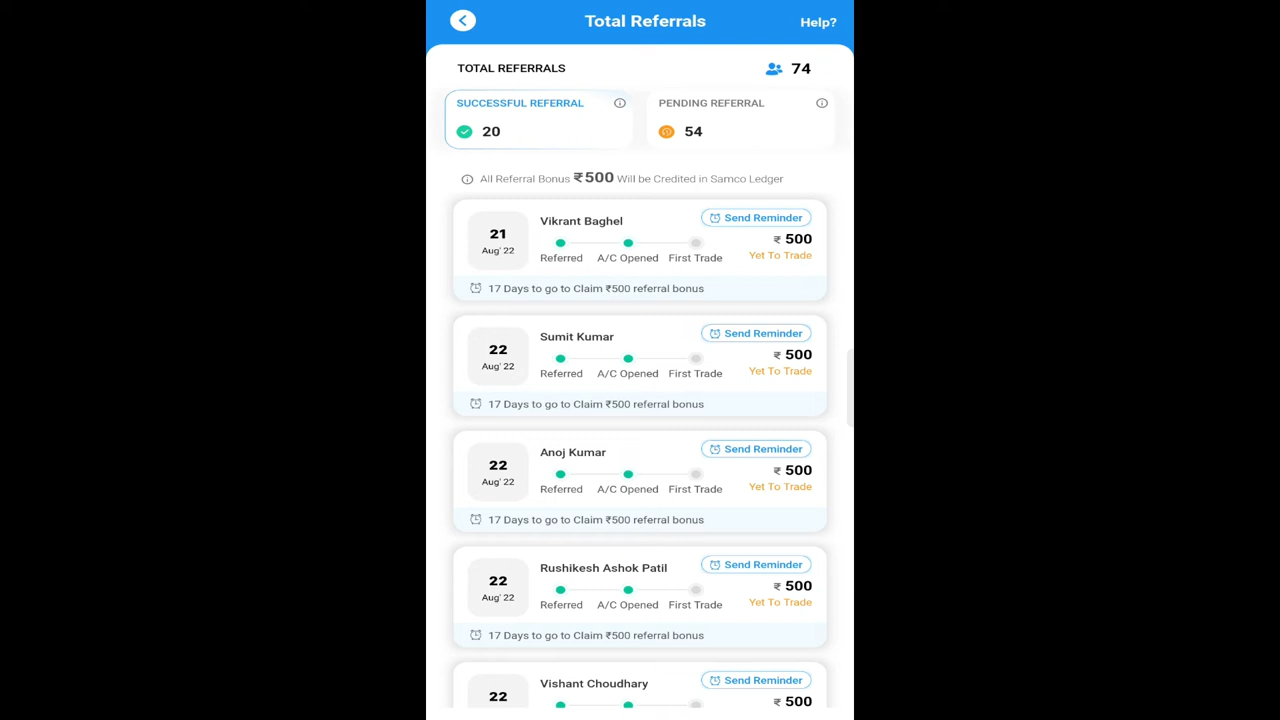 Total Referrals
Help?
TOTAL REFERRALS
74
SUCCESSFUL REFERRAL
20
PENDING REFERRAL
54
All Referral Bonus ₹500 Will be Credited in Samco Ledger
21
Aug' 22
Vikrant Baghel
Send Reminder
₹ 500
Referred A/C Opened First Trade
Yet To Trade
17 Days to go to Claim ₹500 referral bonus
22
Aug' 22
Sumit Kumar
Send Reminder
₹ 500
Referred A/C Opened First Trade
Yet To Trade
17 Days to go to Claim ₹500 referral bonus
22
Aug' 22
Anoj Kumar
Send Reminder
₹ 500
Referred A/C Opened First Trade
Yet To Trade
17 Days to go to Claim ₹500 referral bonus
22
Aug' 22
Rushikesh Ashok Patil
Send Reminder
₹ 500
Referred A/C Opened First Trade
Yet To Trade
17 Days to go to Claim ₹500 referral bonus
22
Vishant Choudhary
Send Reminder
₹ 500